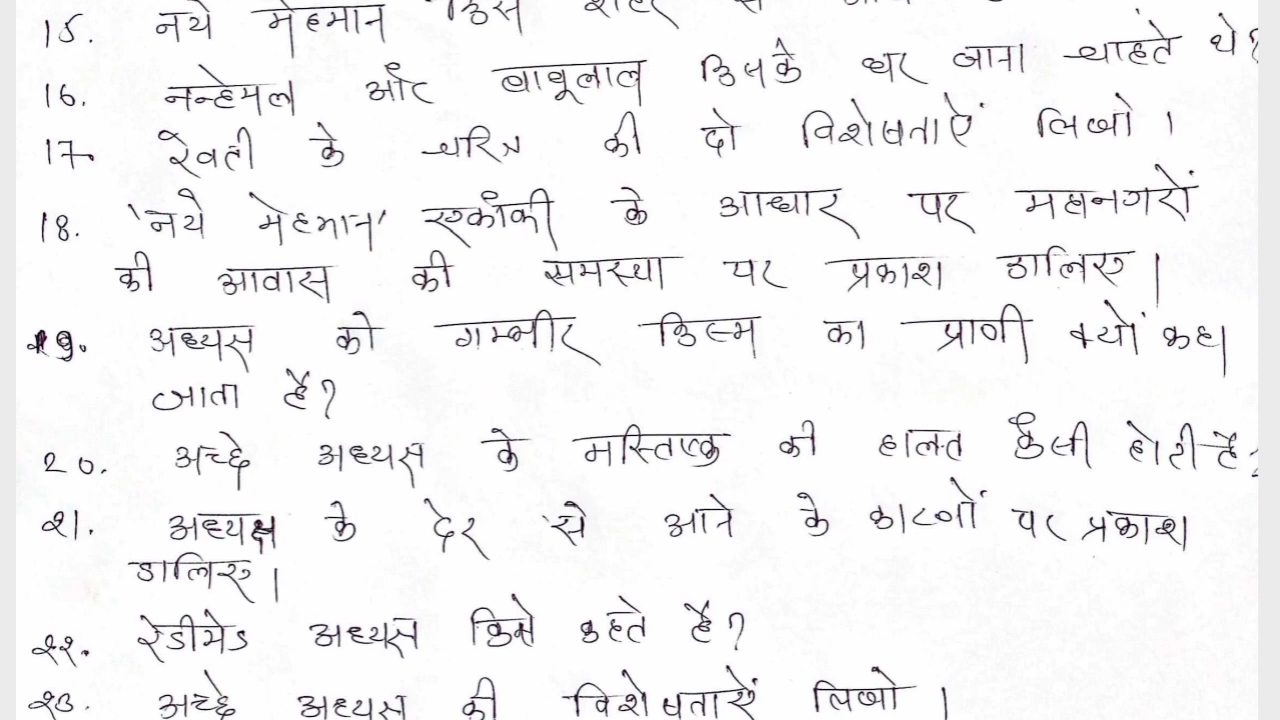 15. नये मेहमान किस शहर से
16. नन्हेमल और बाबूलाल किसके घर जाना चाहते थे?
17. रेवती के चरित्र की दो विशेषताऐं लिखो ।
18. 'नये मेहमान' एकांकी के आधार पर महानगरों
की आवास की समस्या पर प्रकाश डालिए ।
19. अध्यक्ष को गम्भीर किस्म का प्राणी क्यों कहा
जाता है?
20. अच्छे अध्यक्ष के मस्तिष्क की हालत कैसी होती है?
21. अध्यक्ष के देर से आने के कारणों पर प्रकाश
डालिए ।
22. रेडीमेड अध्यक्ष किसे कहते है?
23. अच्छे अध्यक्ष की विशेषताऐं लिखो ।